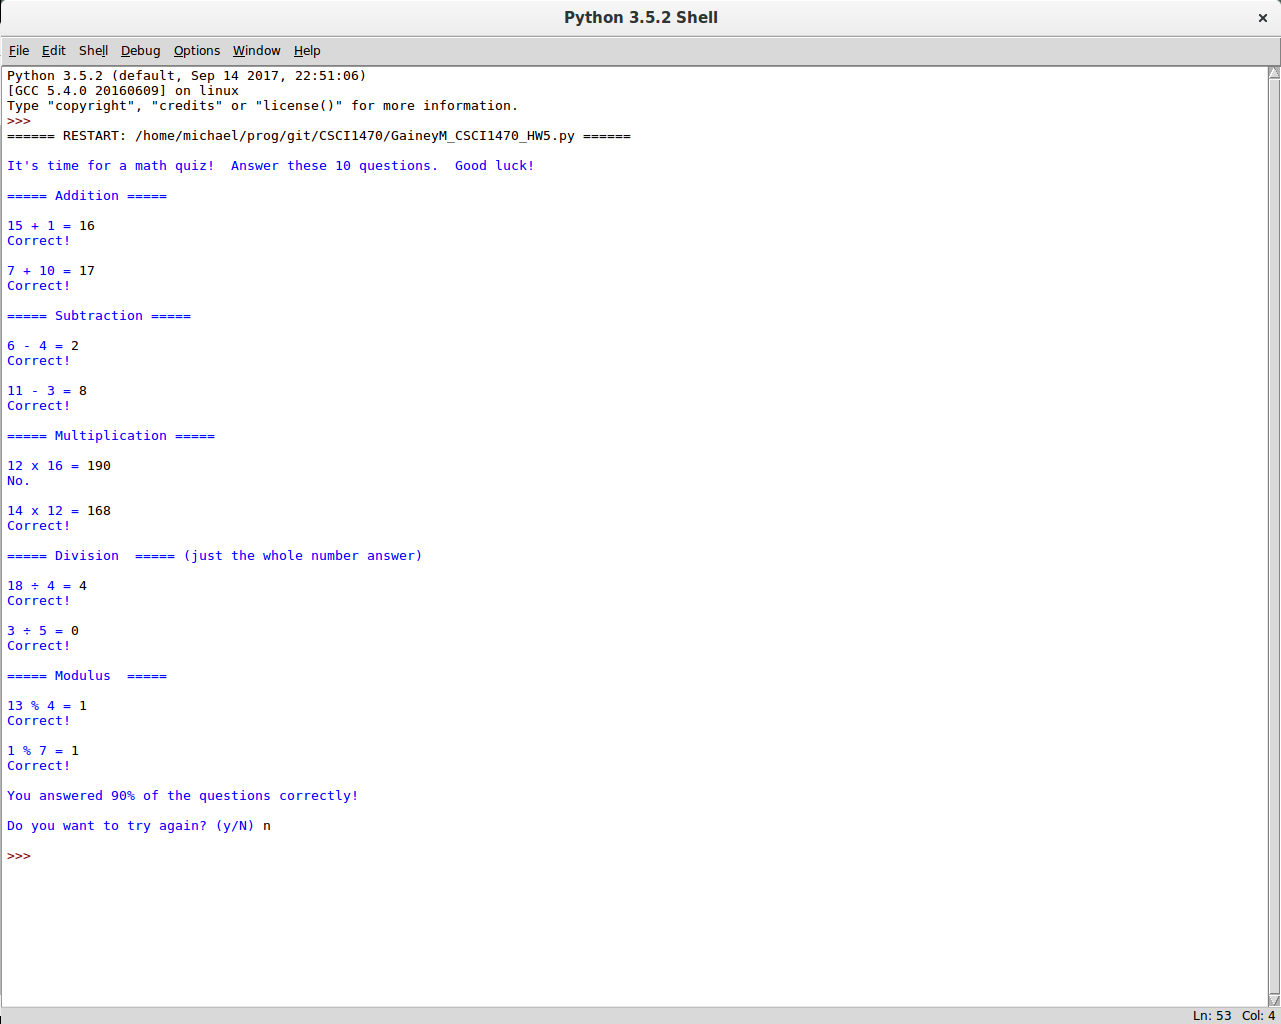 Python 3.5.2 Shell
×
File Edit Shell Debug Options Window Help
Python 3.5.2 (default, Sep 14 2017, 22:51:06)
[GCC 5.4.0 20160609] on linux
Type "copyright", "credits" or "license()" for more information.
>>>
====== RESTART: /home/michael/prog/git/CSCI1470/GaineyM_CSCI1470_HW5.py ======
It's time for a math quiz!  Answer these 10 questions.  Good luck!
===== Addition =====
15 + 1 = 16
Correct!
7 + 10 = 17
Correct!
===== Subtraction =====
6 - 4 = 2
Correct!
11 - 3 = 8
Correct!
===== Multiplication =====
12 x 16 = 190
No.
14 x 12 = 168
Correct!
===== Division  ===== (just the whole number answer)
18 ÷ 4 = 4
Correct!
3 ÷ 5 = 0
Correct!
===== Modulus  =====
13 % 4 = 1
Correct!
1 % 7 = 1
Correct!
You answered 90% of the questions correctly!
Do you want to try again? (y/N) n
>>>
Ln: 53 Col: 4